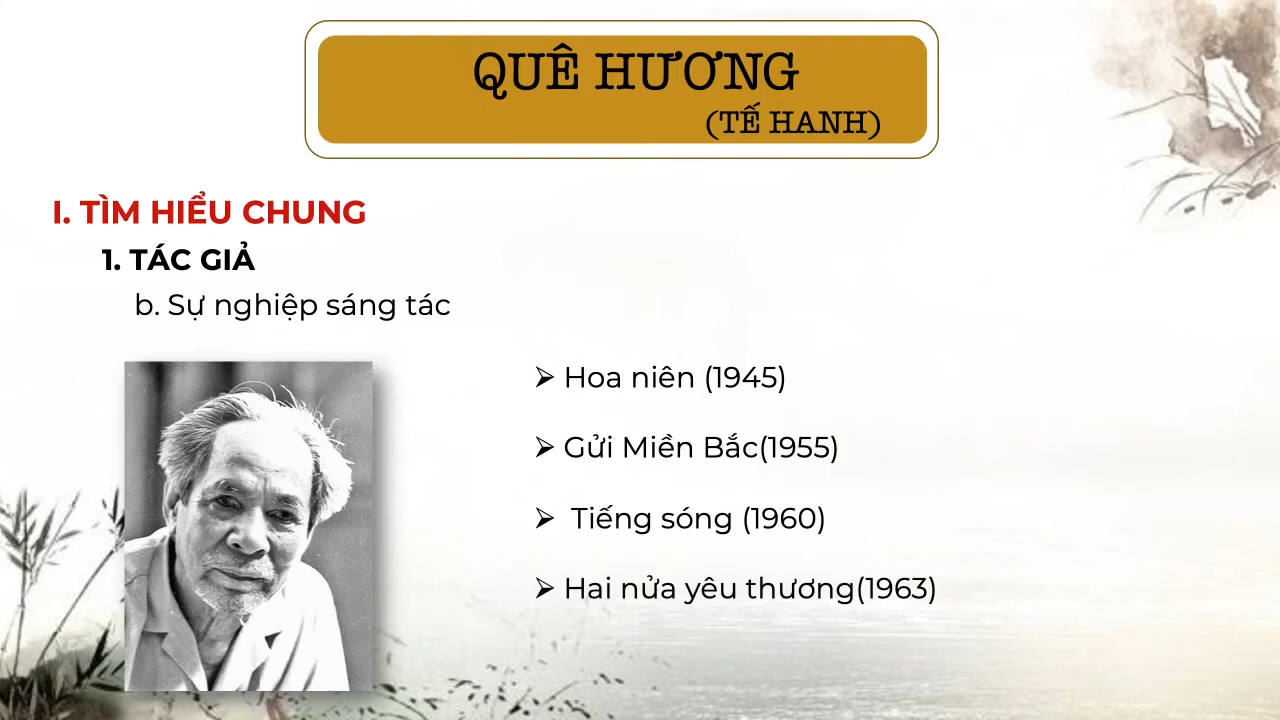 QUÊ HƯƠNG
(TẾ HANH)
I. TÌM HIỂU CHUNG
1. TÁC GIẢ
b. Sự nghiệp sáng tác
➢ Hoa niên (1945)
➢ Gửi Miền Bắc(1955)
➢ Tiếng sóng (1960)
➢ Hai nửa yêu thương(1963)